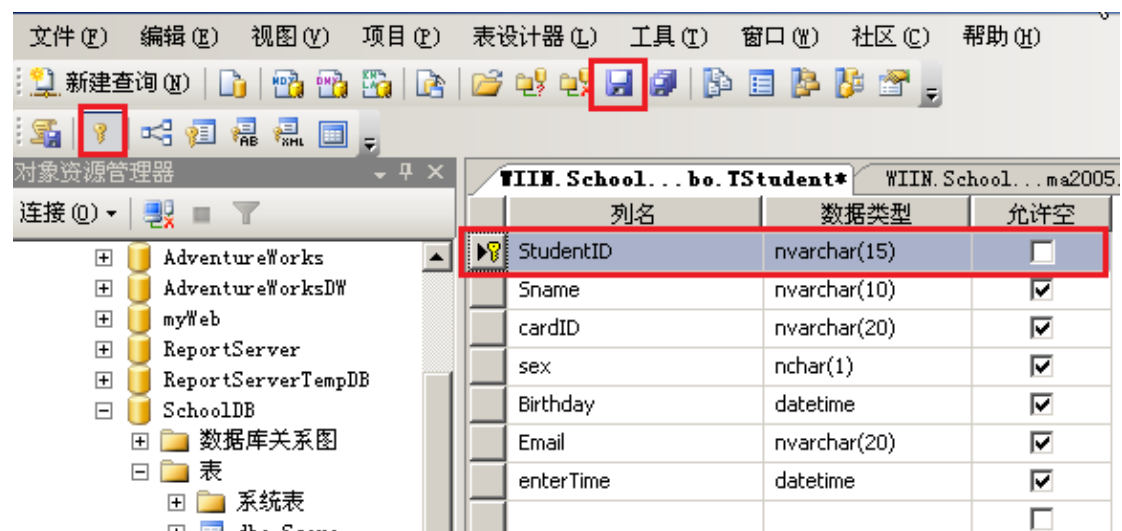 文件(F) 编辑(E) 视图(V) 项目(P) 表设计器(L) 工具(T) 窗口(W) 社区(C) 帮助(H)
新建查询(N)
对象资源管理器
WIIN.School...bo.TStudent* WIIN.School...ma2005.
连接(O)
列名 数据类型 允许空
StudentID nvarchar(15)
Sname nvarchar(10)
cardID nvarchar(20)
sex nchar(1)
Birthday datetime
Email nvarchar(20)
enterTime datetime
AdventureWorks
AdventureWorksDW
myWeb
ReportServer
ReportServerTempDB
SchoolDB
数据库关系图
表
系统表